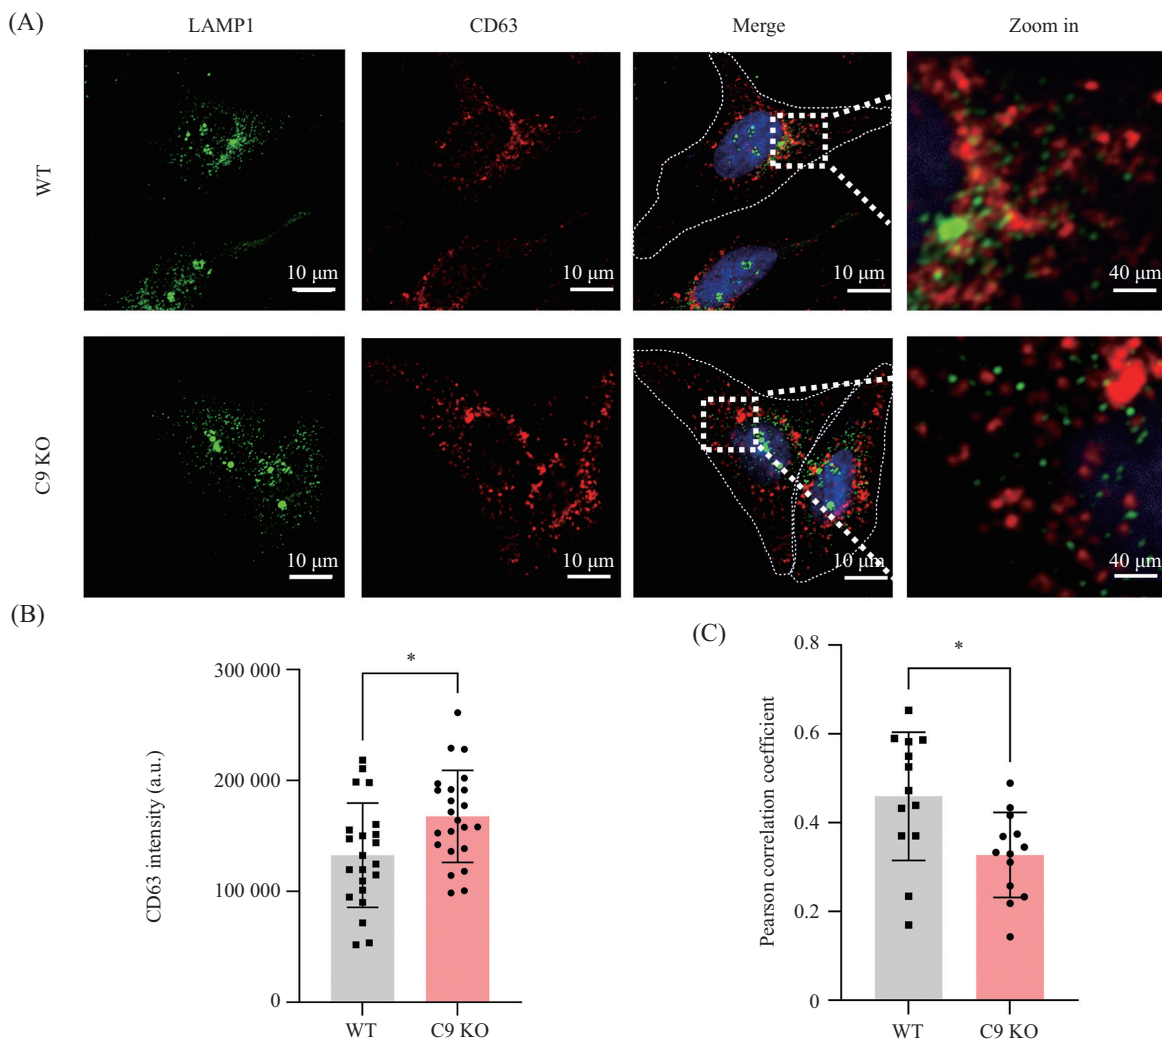 (A)
LAMP1 CD63 Merge Zoom in
WT
10 μm 10 μm 10 μm 40 μm
C9 KO
10 μm 10 μm 10 μm 40 μm
(B)
CD63 intensity (a.u.)
300 000
200 000
100 000
0
*
WT C9 KO
(C)
Pearson correlation coefficient
0.8
0.6
0.4
0.2
0
*
WT C9 KO